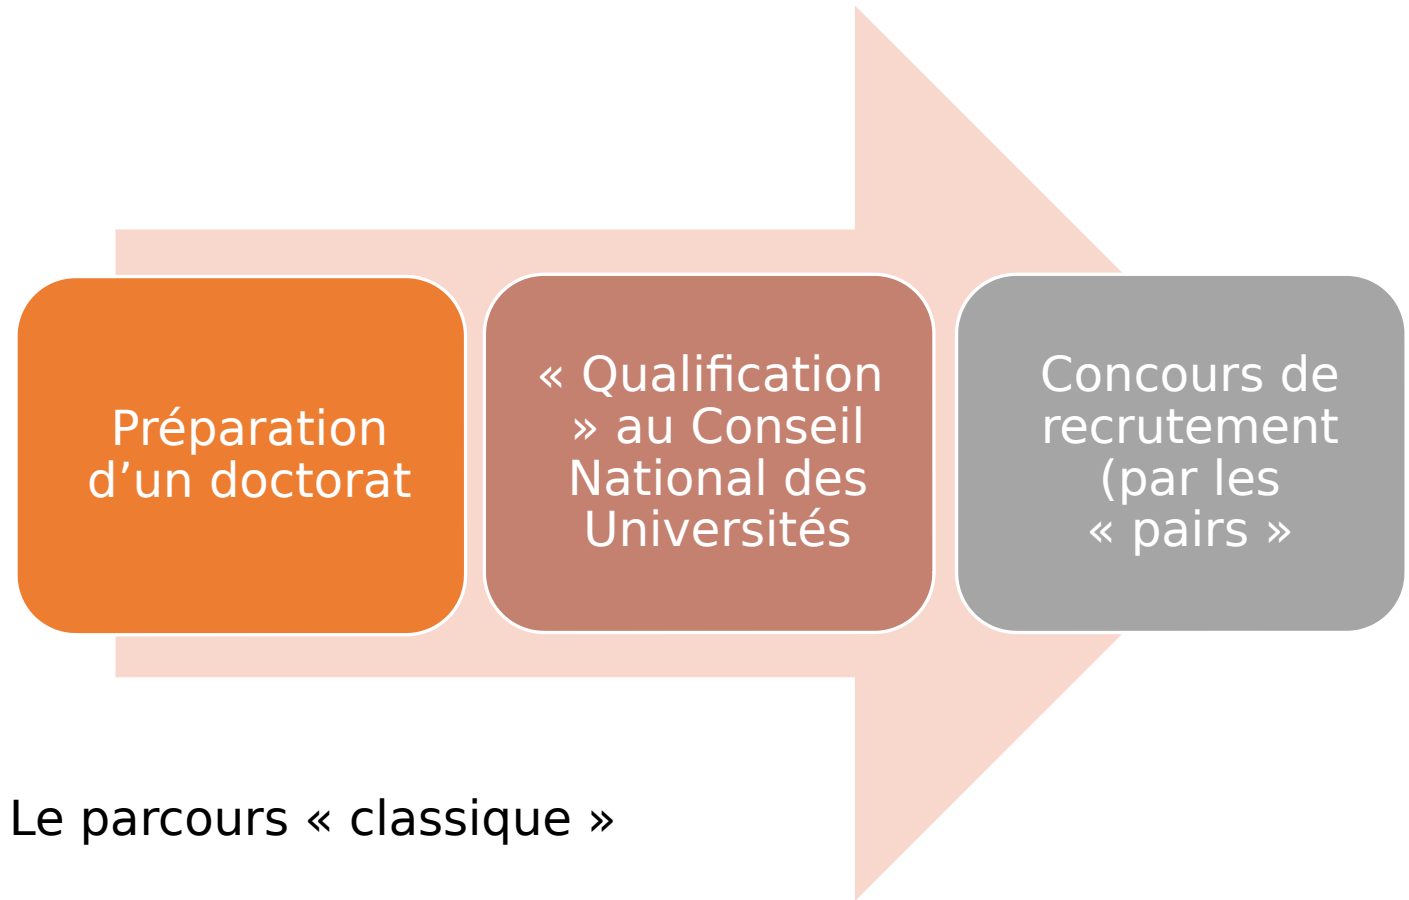 Préparation
d’un doctorat
« Qualification
» au Conseil
National des
Universités
Concours de
recrutement
(par les
« pairs »
Le parcours « classique »